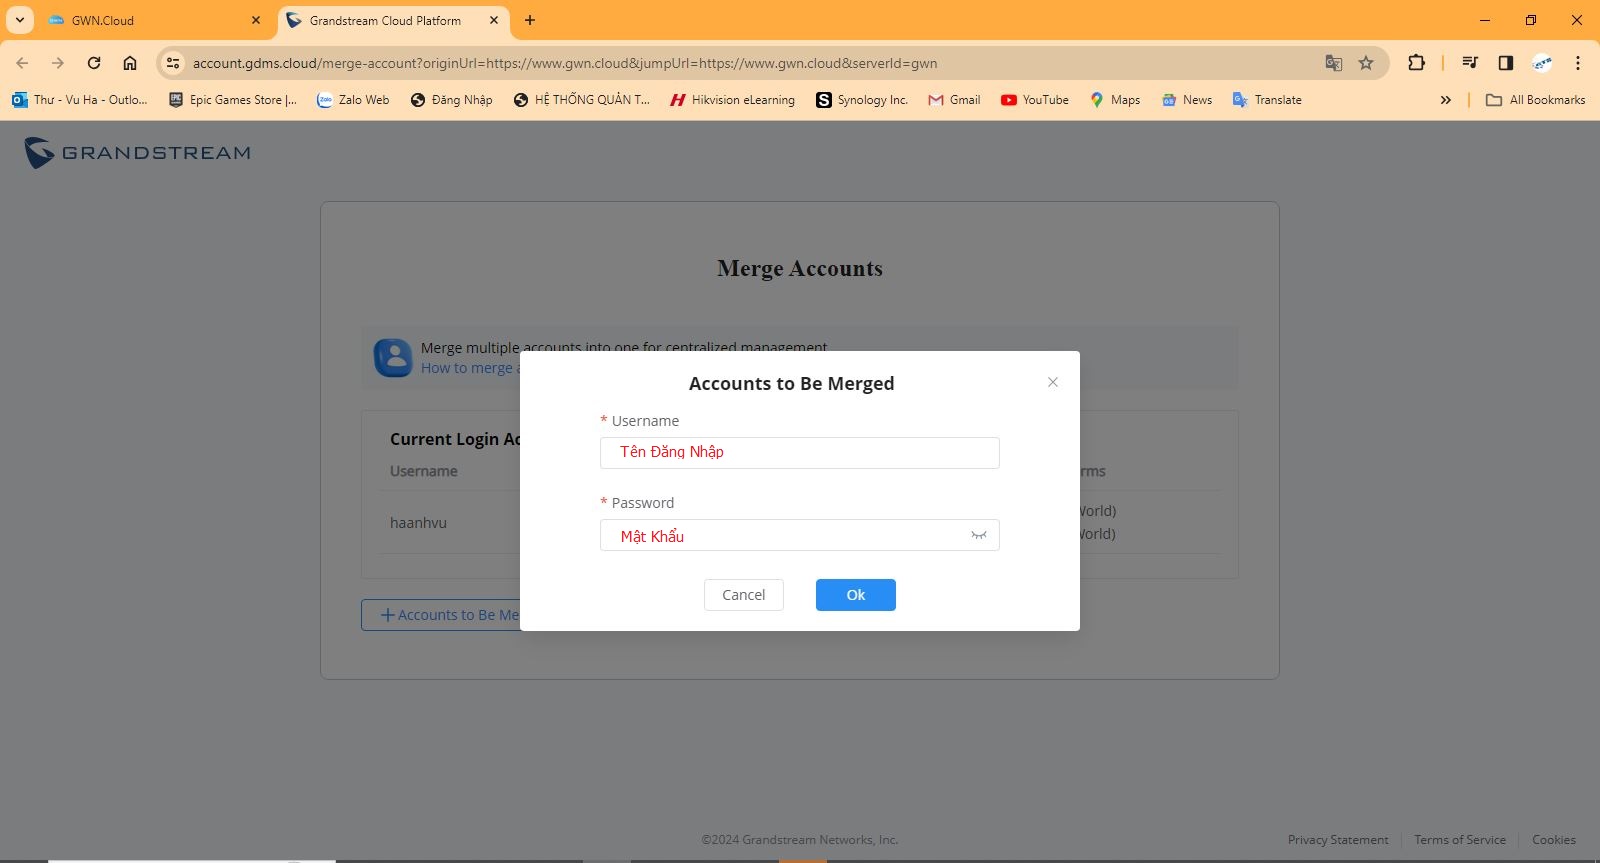 GWN.Cloud
Grandstream Cloud Platform
account.gdms.cloud/merge-account?originUrl=https://www.gwn.cloud&jumpUrl=https://www.gwn.cloud&serverId=gwn
Thư - Vu Ha - Outlo...
Epic Games Store |...
Zalo Web
Đăng Nhập
HỆ THỐNG QUẢN T...
Hikvision eLearning
Synology Inc.
Gmail
YouTube
Maps
News
Translate
All Bookmarks
GRANDSTREAM
Merge Accounts
Merge multiple accounts into one for centralized management
How to merge a
Accounts to Be Merged
* Username
Tên Đăng Nhập
* Password
Mật Khẩu
Cancel
Ok
Current Login Ac
Username
rms
haanhvu
World)
World)
Accounts to Be Me
©2024 Grandstream Networks, Inc.
Privacy Statement
Terms of Service
Cookies